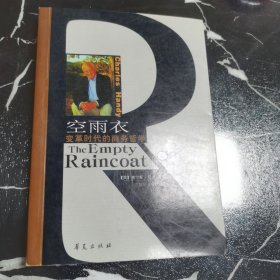 R
Charles Handy
空雨衣
变革时代的商务哲学
The Empty
Raincoat
华夏出版社